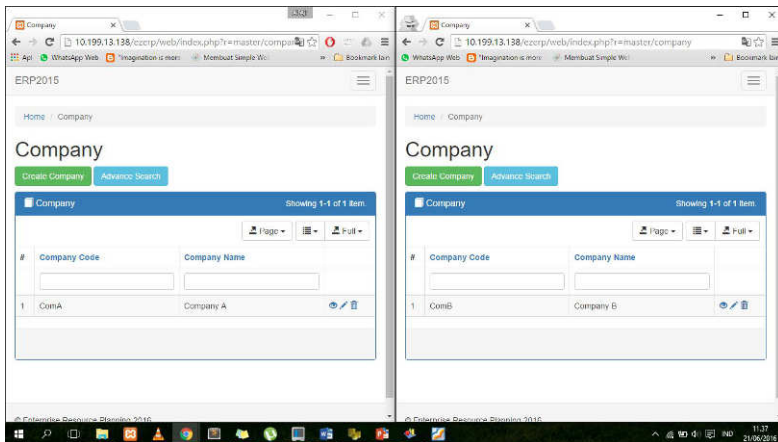 Company
10.199.13.138/ezerp/web/index.php?r=master/compa
WhatsApp Web "Imagination is more Membuat Simple We Bookmark lain
ERP2015
Home / Company
Company
Create Company Advance Search
Company Showing 1-1 of 1 item.
Page Full
# Company Code Company Name
1 ComA Company A
© Enterprise Resource Planning 2016
Company
10.199.13.138/ezerp/web/index.php?r=master/company
WhatsApp Web "Imagination is more Membuat Simple We Bookmark lain
ERP2015
Home / Company
Company
Create Company Advance Search
Company Showing 1-1 of 1 item.
Page Full
# Company Code Company Name
1 ComB Company B
© Enterprise Resource Planning 2016
IND 11.37
21/06/2016